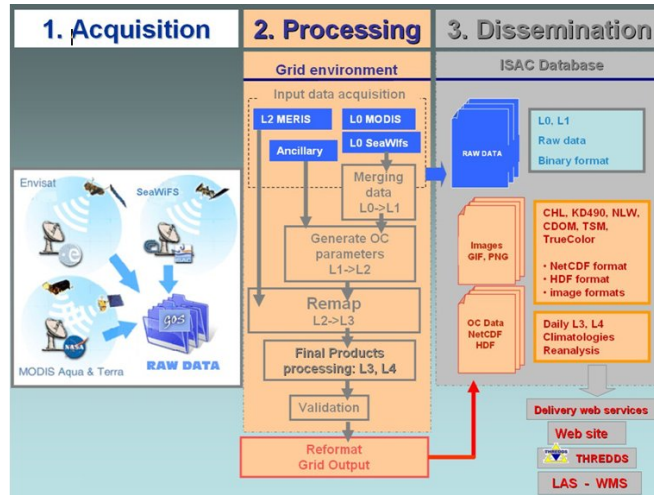 1. Acquisition
2. Processing
3. Dissemination
Grid environment
ISAC Database
Input data acquisition
L2 MERIS
L0 MODIS
Ancillary
L0 SeaWIfs
Merging
data
L0->L1
Generate OC
parameters
L1->L2
Remap
L2->L3
Final Products
processing: L3, L4
Validation
Reformat
Grid Output
Envisat
SeaWiFS
GOS
RAW DATA
NASA
MODIS Aqua & Terra
RAW DATA
L0, L1
Raw data
Binary format
Images
GIF, PNG
CHL, KD490, NLW,
CDOM, TSM,
TrueColor
• NetCDF format
• HDF format
• image formats
OC Data
NetCDF
HDF
Daily L3, L4
Climatologies
Reanalysis
Delivery web services
Web site
THREDDS
THREDDS
LAS - WMS